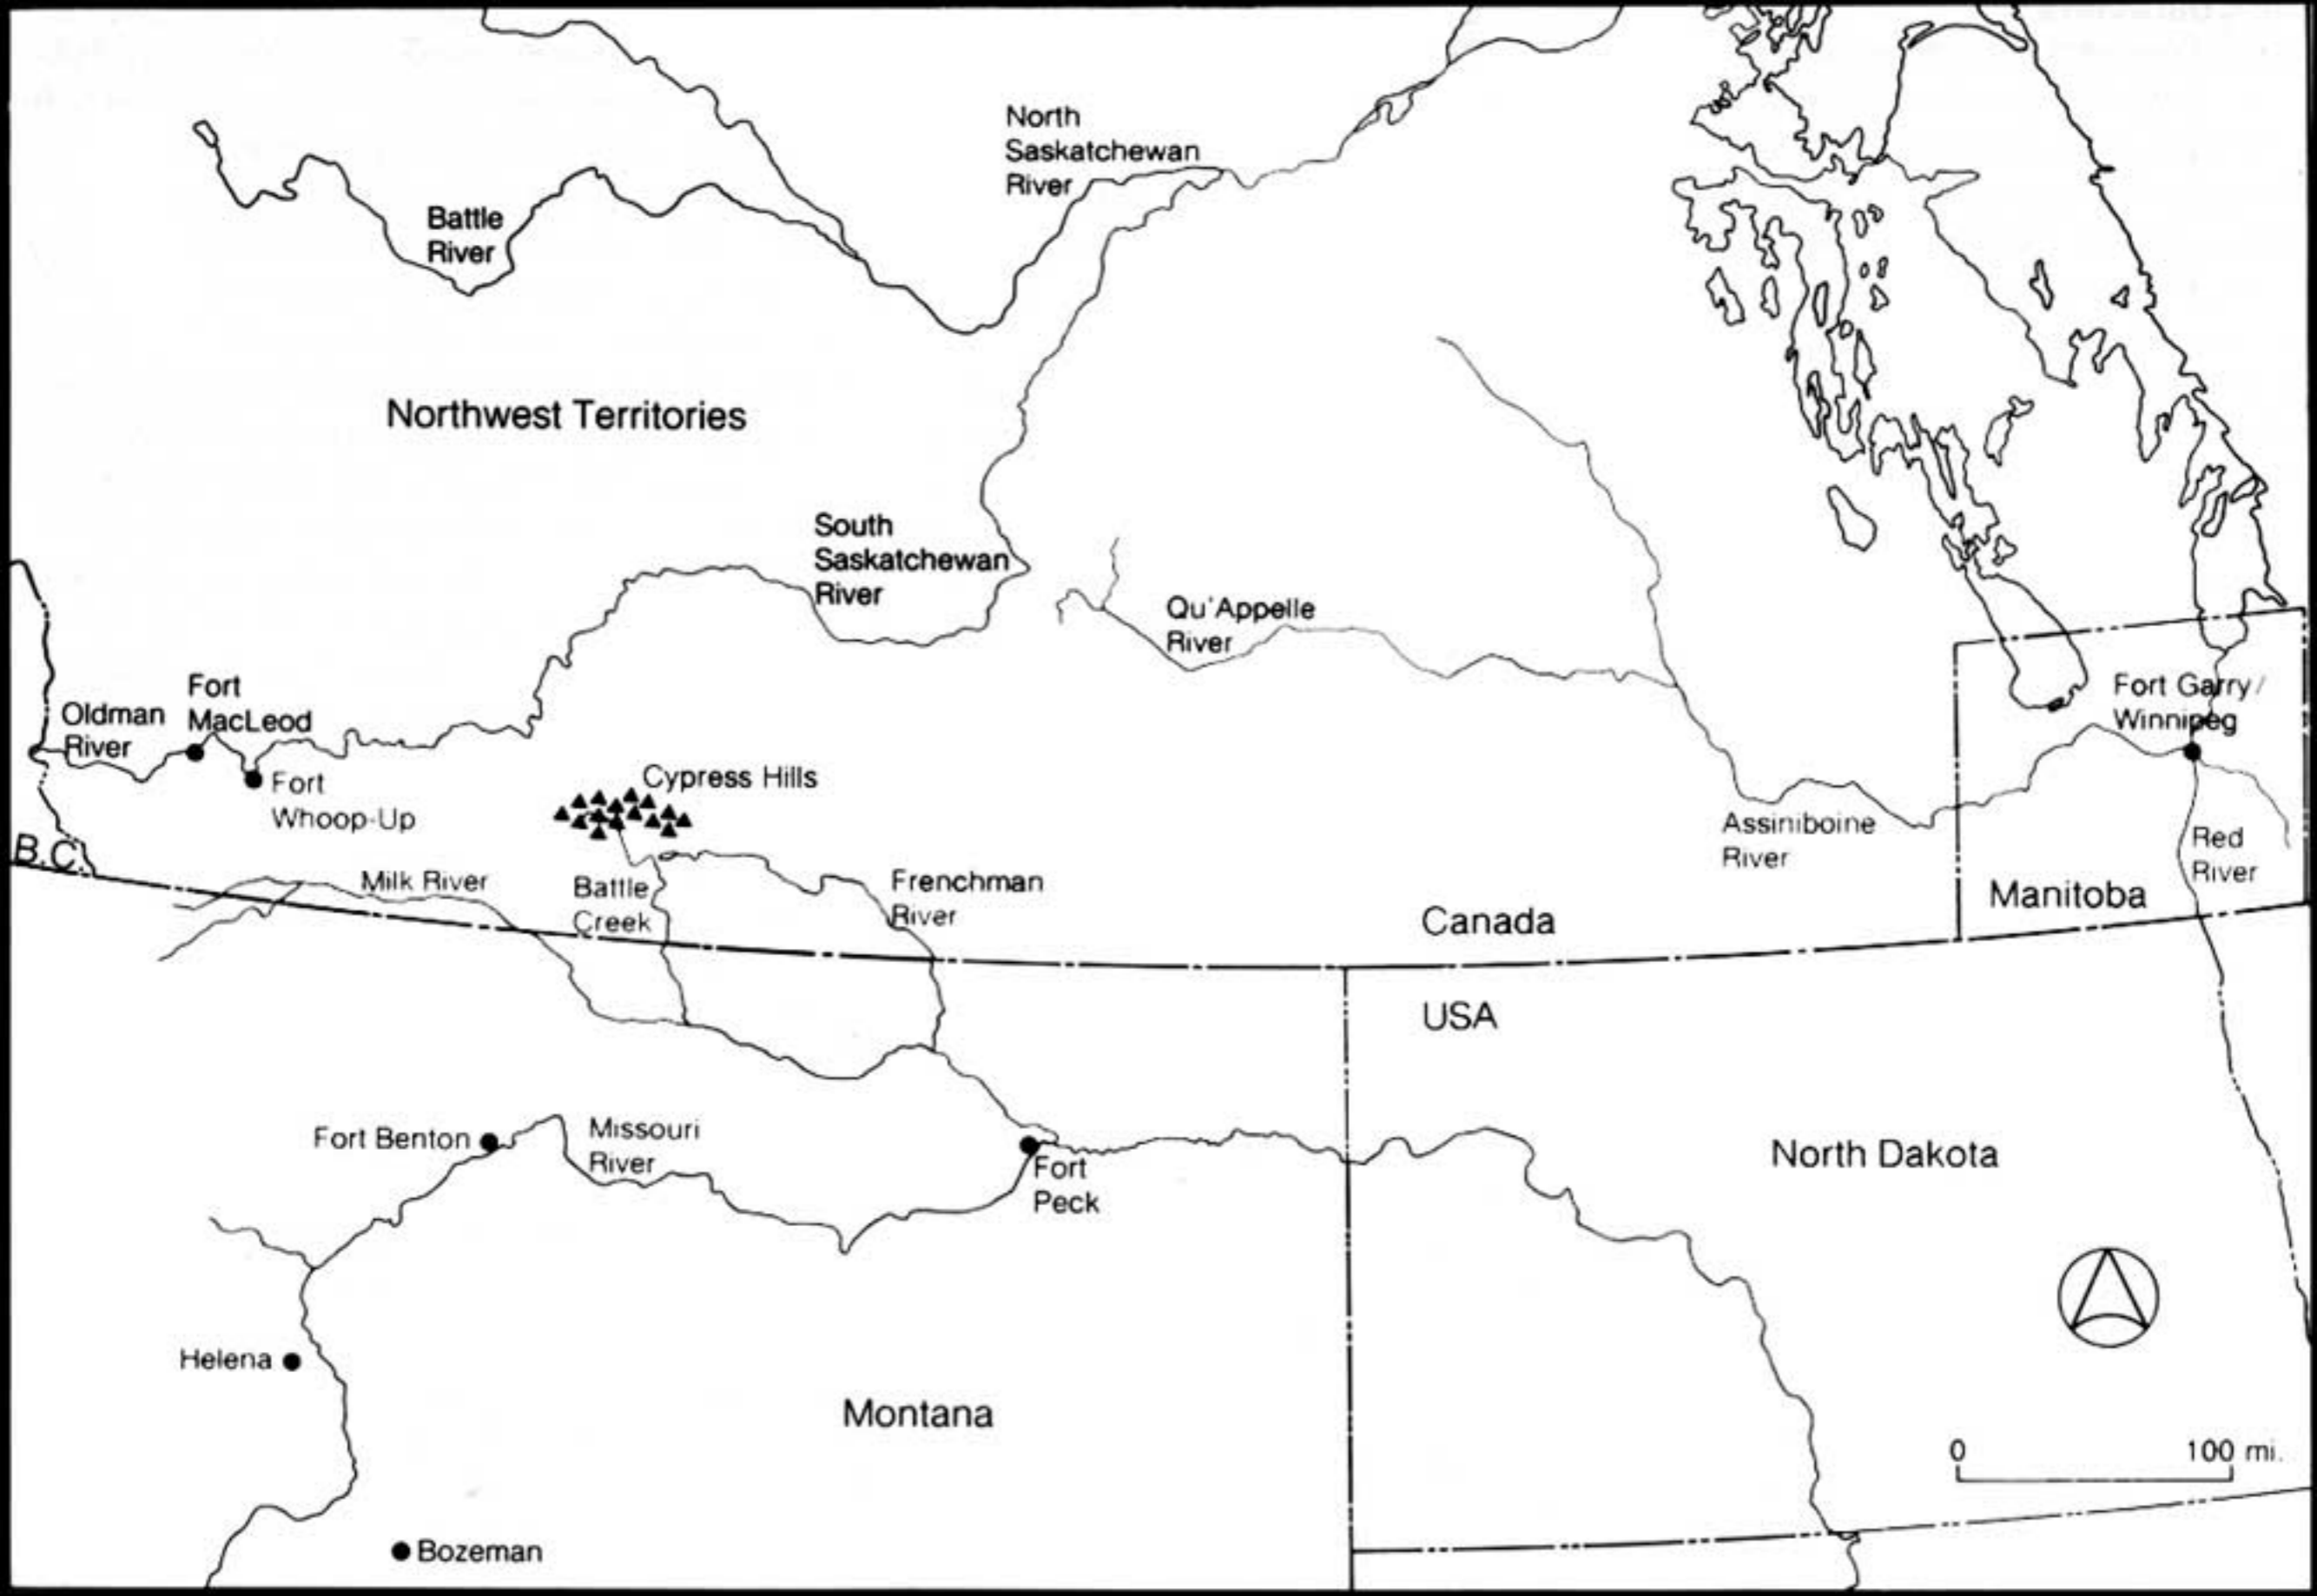 North
Saskatchewan
River
Battle
River
Northwest Territories
South
Saskatchewan
River
Qu'Appelle
River
Fort
MacLeod
Oldman
River
Fort
Whoop-Up
Cypress Hills
Fort Garry/
Winnipeg
Assiniboine
River
Red
River
B.C.
Milk River
Battle
Creek
Frenchman
River
Manitoba
Canada
USA
Fort Benton
Missouri
River
Fort
Peck
North Dakota
Helena
Montana
0 100 mi.
Bozeman